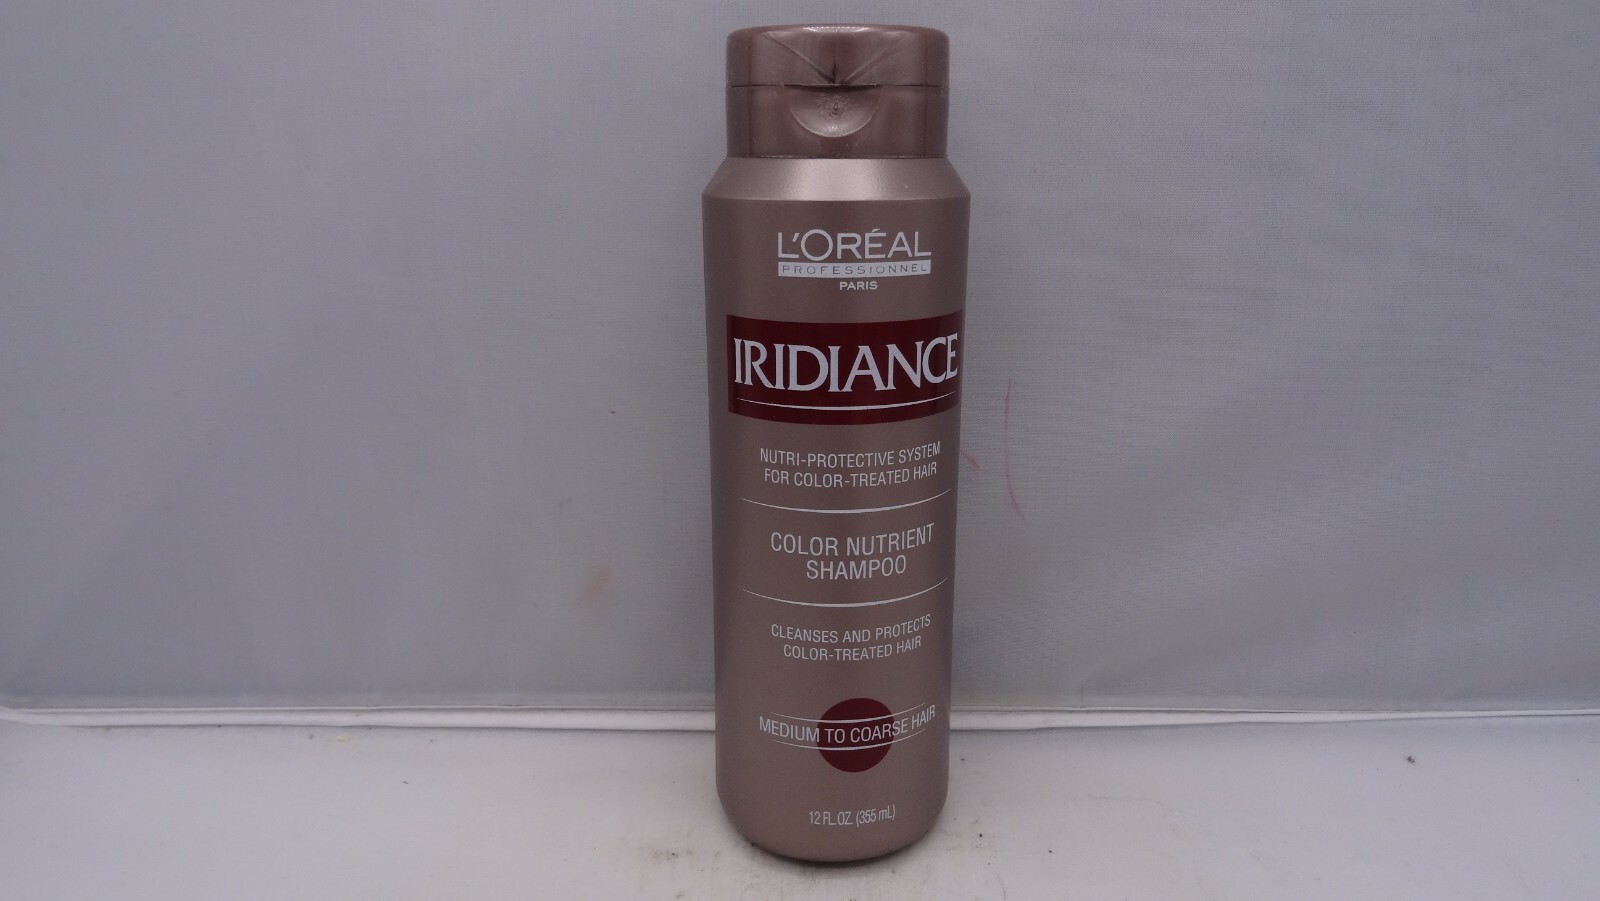 L'ORÉAL
PROFESSIONNEL
PARIS
IRIDIANCE
NUTRI-PROTECTIVE SYSTEM
FOR COLOR-TREATED HAIR
COLOR NUTRIENT
SHAMPOO
CLEANSES AND PROTECTS
COLOR-TREATED HAIR
MEDIUM TO COARSE HAIR
12 FL.OZ. (355 mL)